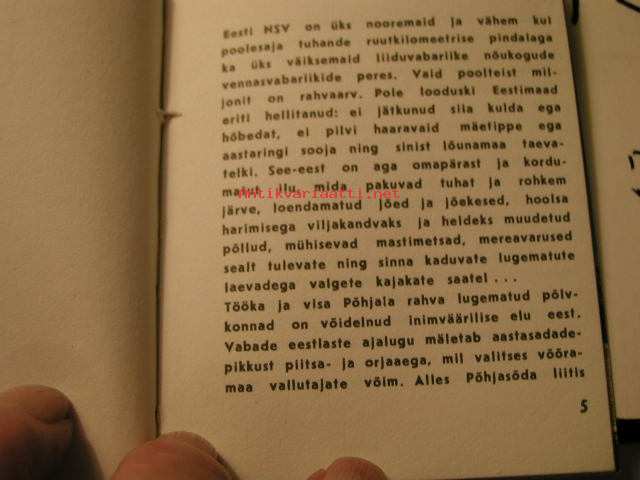 Eesti NSV on üks nooremaid ja vähem kui
poolesaja tuhande ruutkilomeetrise pindalaga
ka üks väiksemaid liiduvabariike nõukogude
vennasvabariikide peres. Vaid poolteist mil-
jonit on rahvaarv. Pole looduski Eestimaad
eriti hellitanud: ei jätkunud siia kulda ega
hõbedat, ei pilvi haaravaid mäetippe ega
aastaringi sooja ning sinist lõunamaa taeva-
telki. See-eest on aga omapärast ja kordu-
matut ilu, mida pakuvad tuhat ja rohkem
Antikvariaatti.net
järve, loendamatud jõed ja jõekesed, hoolsa
harimisega viljakandvaks ja heldeks muudetud
põllud, mühisevad mastimetsad, mereavarused
sealt tulevate ning sinna kaduvate lugematute
laevadega valgete kajakate saatel...
Tööka ja visa Põhjala rahva lugematud põlv-
konnad on võidelnud inimväärilise elu eest.
Vabade eestlaste ajalugu mäletab aastasadade-
pikkust piitsa- ja orjaaega, mil valitses võõra-
maa vallutajate võim. Alles Põhjasõda liitis
5